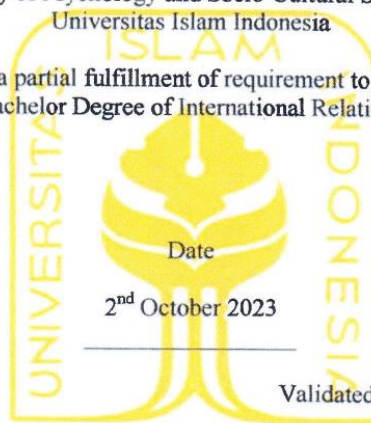 Universitas Islam Indonesia
a partial fulfillment of requirement to
Bachelor Degree of International Relati
Date
2nd October 2023
Validated
UNIVERSITAS
ISLAM
INDONESIA